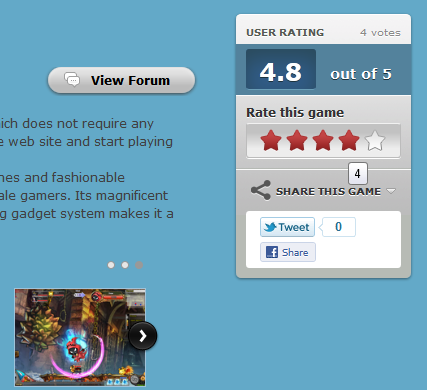 USER RATING 4 votes
4.8 out of 5
View Forum
Rate this game
which does not require any
e web site and start playing
4
nes and fashionable
SHARE THIS GAME
ale gamers. Its magnificent
ng gadget system makes it a
Tweet 0
Share